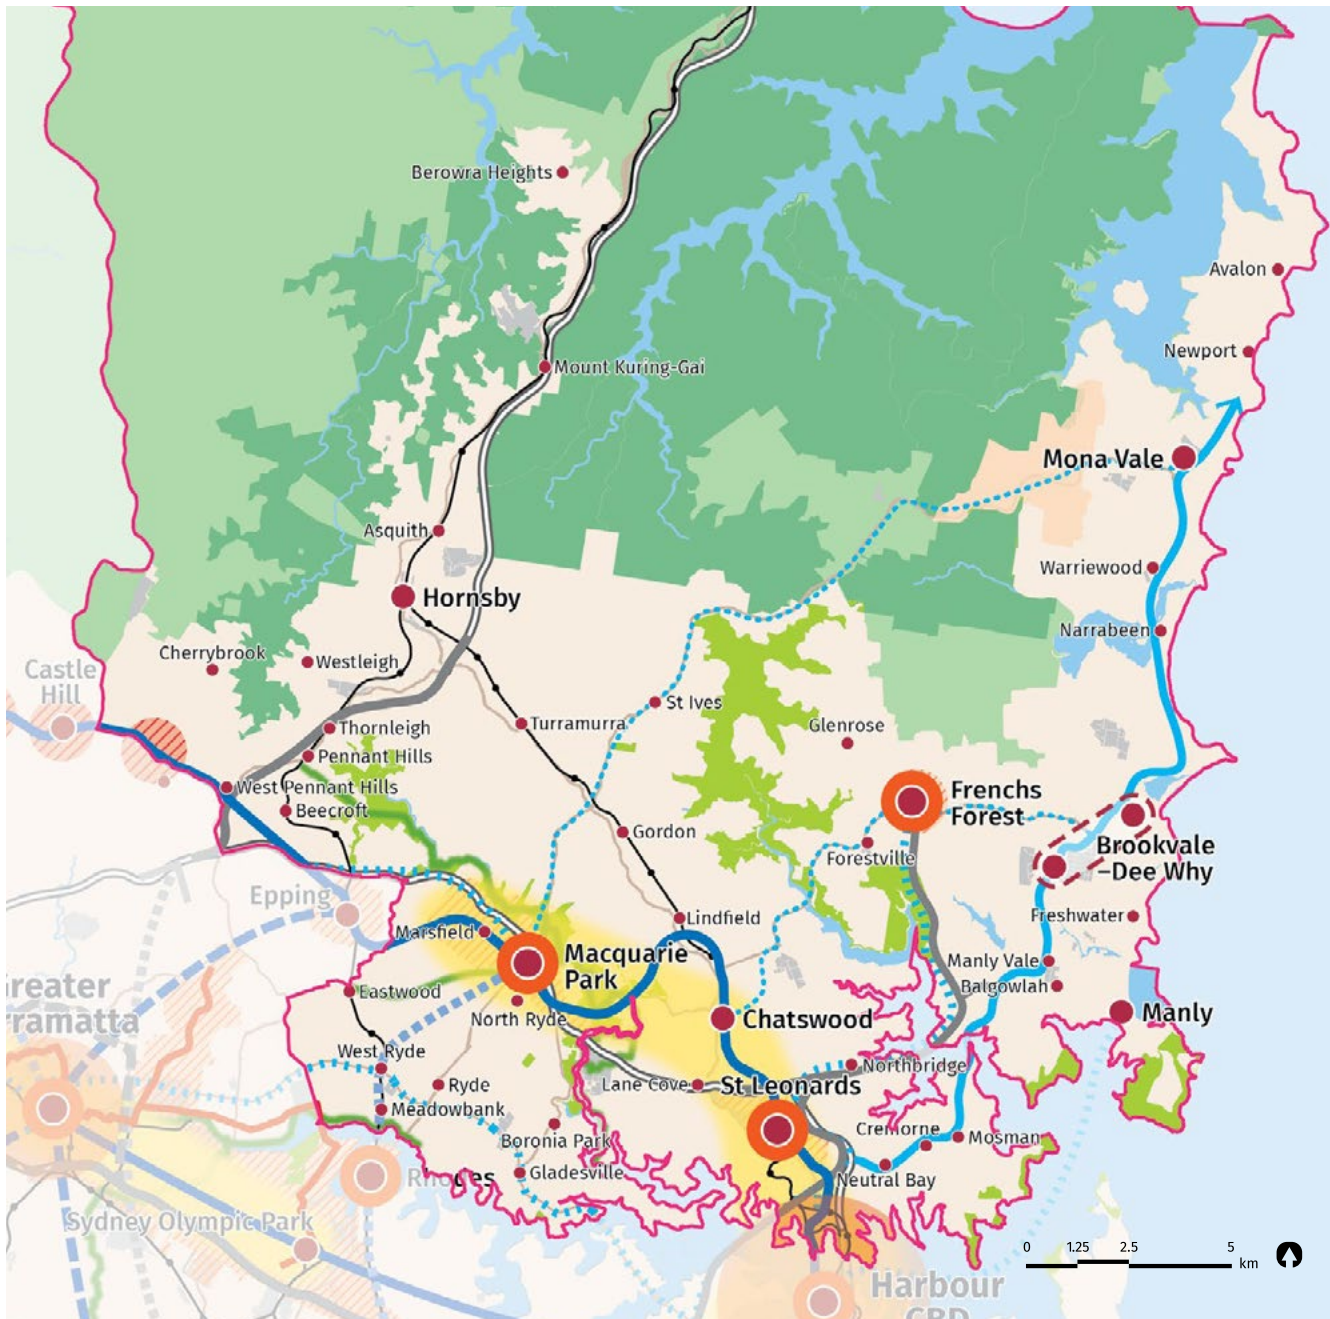 Berowra Heights
Avalon
Newport
Mount Kuring-Gai
Mona Vale
Asquith
Warriewood
Hornsby
Narrabeen
Cherrybrook
Westleigh
Castle
Hill
St Ives
Turramurra
Glenrose
Thornleigh
Pennant Hills
West Pennant Hills
Frenchs
Forest
Beecroft
Gordon
Forestville
Brookvale
–Dee Why
Epping
Lindfield
Freshwater
Marsfield
Macquarie
Park
Manly Vale
Balgowlah
Eastwood
reater
rramatta
North Ryde
Chatswood
Manly
West Ryde
Northbridge
Ryde
Lane Cove
St Leonards
Meadowbank
Boronia Park
Cremorne
Mosman
Rhodes
Gladesville
Neutral Bay
Sydney Olympic Park
0 1.25 2.5 5
km
Harbour
CBD